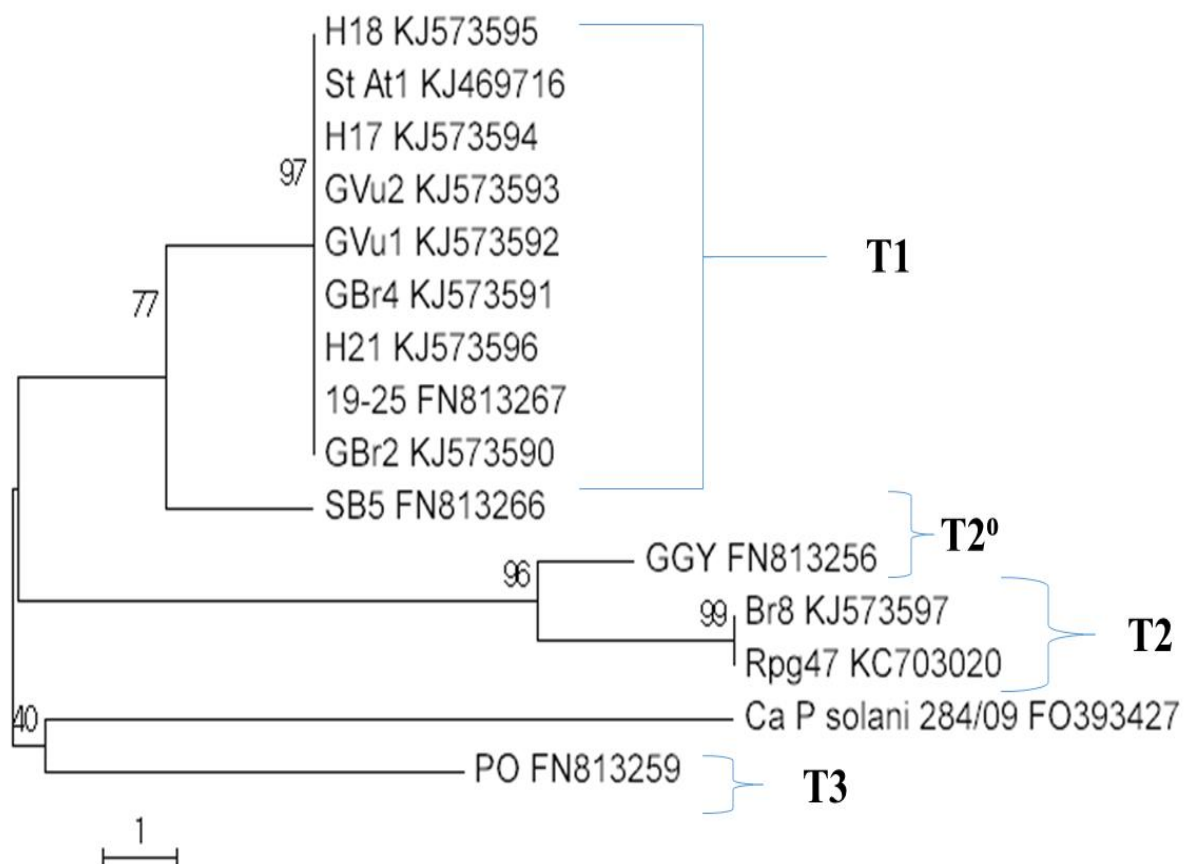 H18 KJ573595
St At1 KJ469716
H17 KJ573594
97
GVu2 KJ573593
GVu1 KJ573592
T1
77
GBr4 KJ573591
H21 KJ573596
19-25 FN813267
GBr2 KJ573590
SB5 FN813266
T2⁰
96
GGY FN813256
99
Br8 KJ573597
T2
Rpg47 KC703020
40
Ca P solani 284/09 FO393427
PO FN813259
T3
1